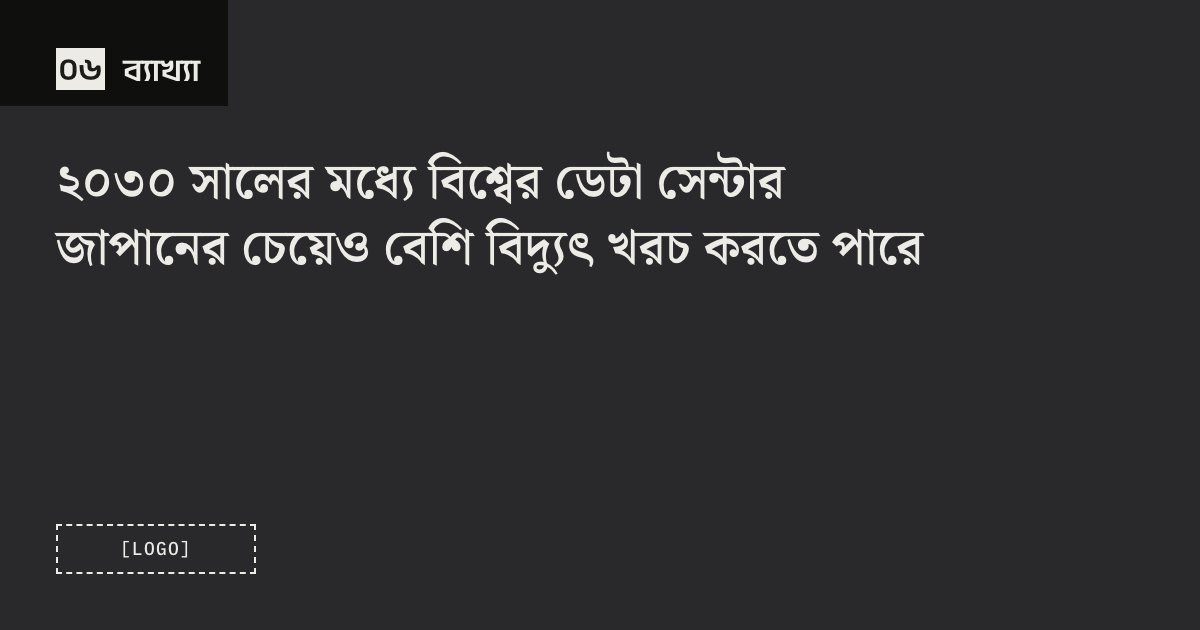 ০৬ ব্যাখ্যা
২০৩০ সালের মধ্যে বিশ্বের ডেটা সেন্টার
জাপানের চেয়েও বেশি বিদ্যুৎ খরচ করতে পারে
[LOGO]